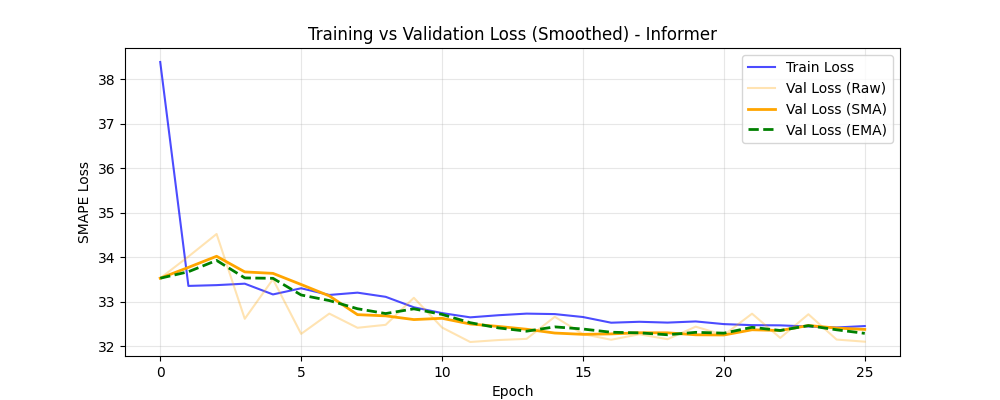 Training vs Validation Loss (Smoothed) - Informer
Train Loss
Val Loss (Raw)
Val Loss (SMA)
Val Loss (EMA)
SMAPE Loss
38
37
36
35
34
33
32
0 5 10 15 20 25
Epoch